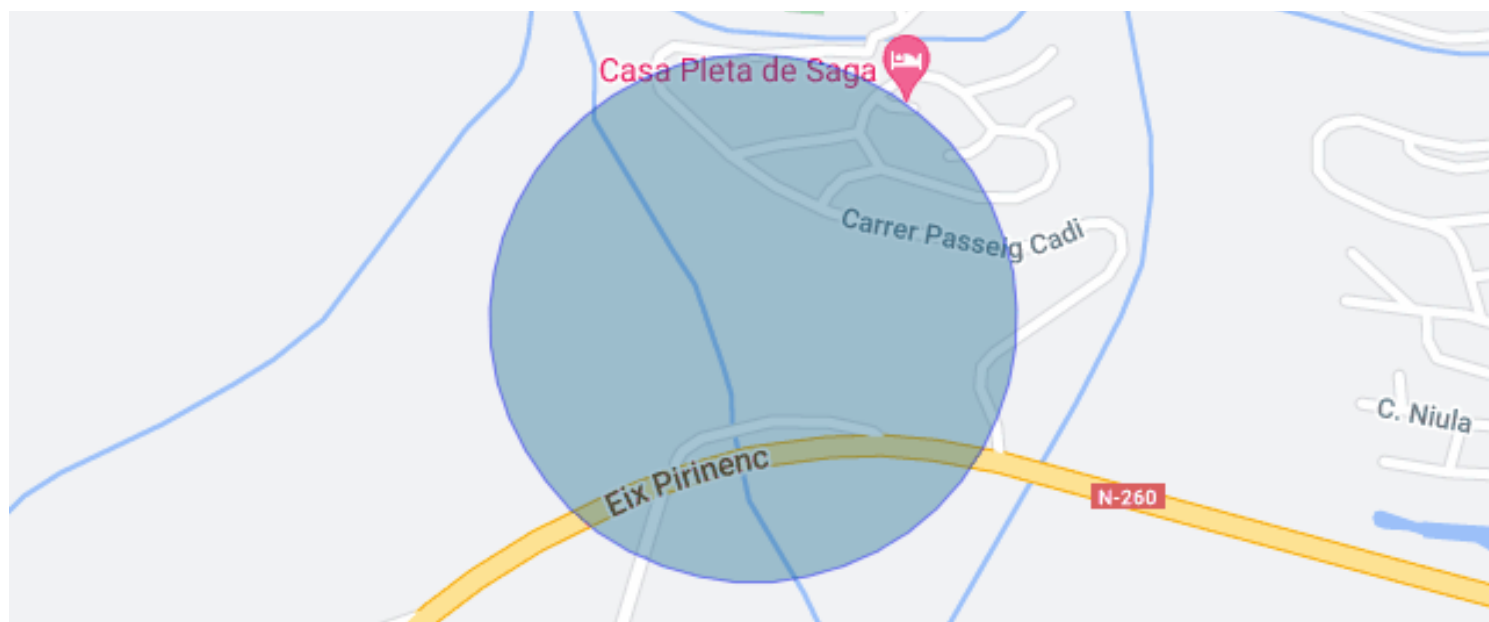 Casa Pleta de Saga
Carrer Passeig Cadi
C. Niula
Eix Pirinenc
N-260